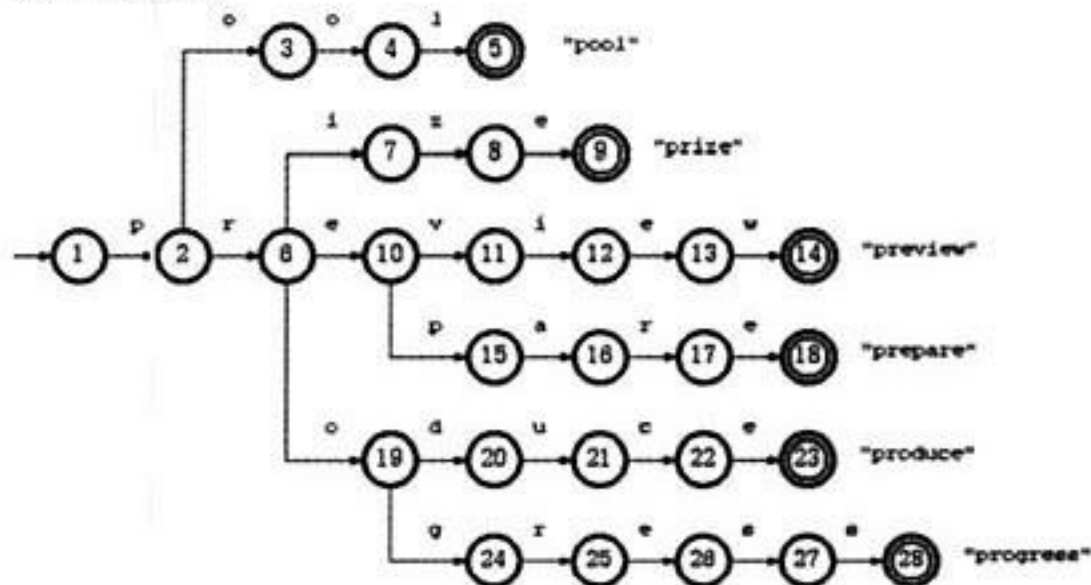 o o l
3 4 5 "pool"
i z e
7 8 9 "prize"
p r e v i e w
1 2 6 10 11 12 13 14 "preview"
p a r e
15 16 17 18 "prepare"
o d u c e
19 20 21 22 23 "produce"
g r e s s
24 25 26 27 28 "progress"